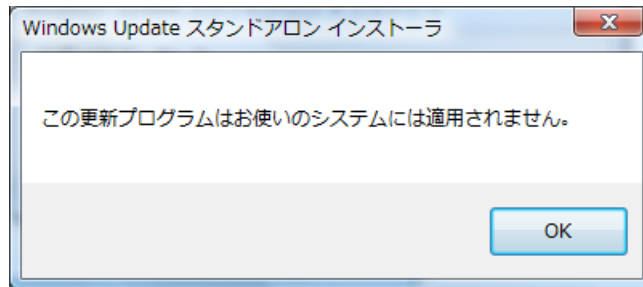 Windows Update スタンドアロン インストーラ
この更新プログラムはお使いのシステムには適用されません。
OK